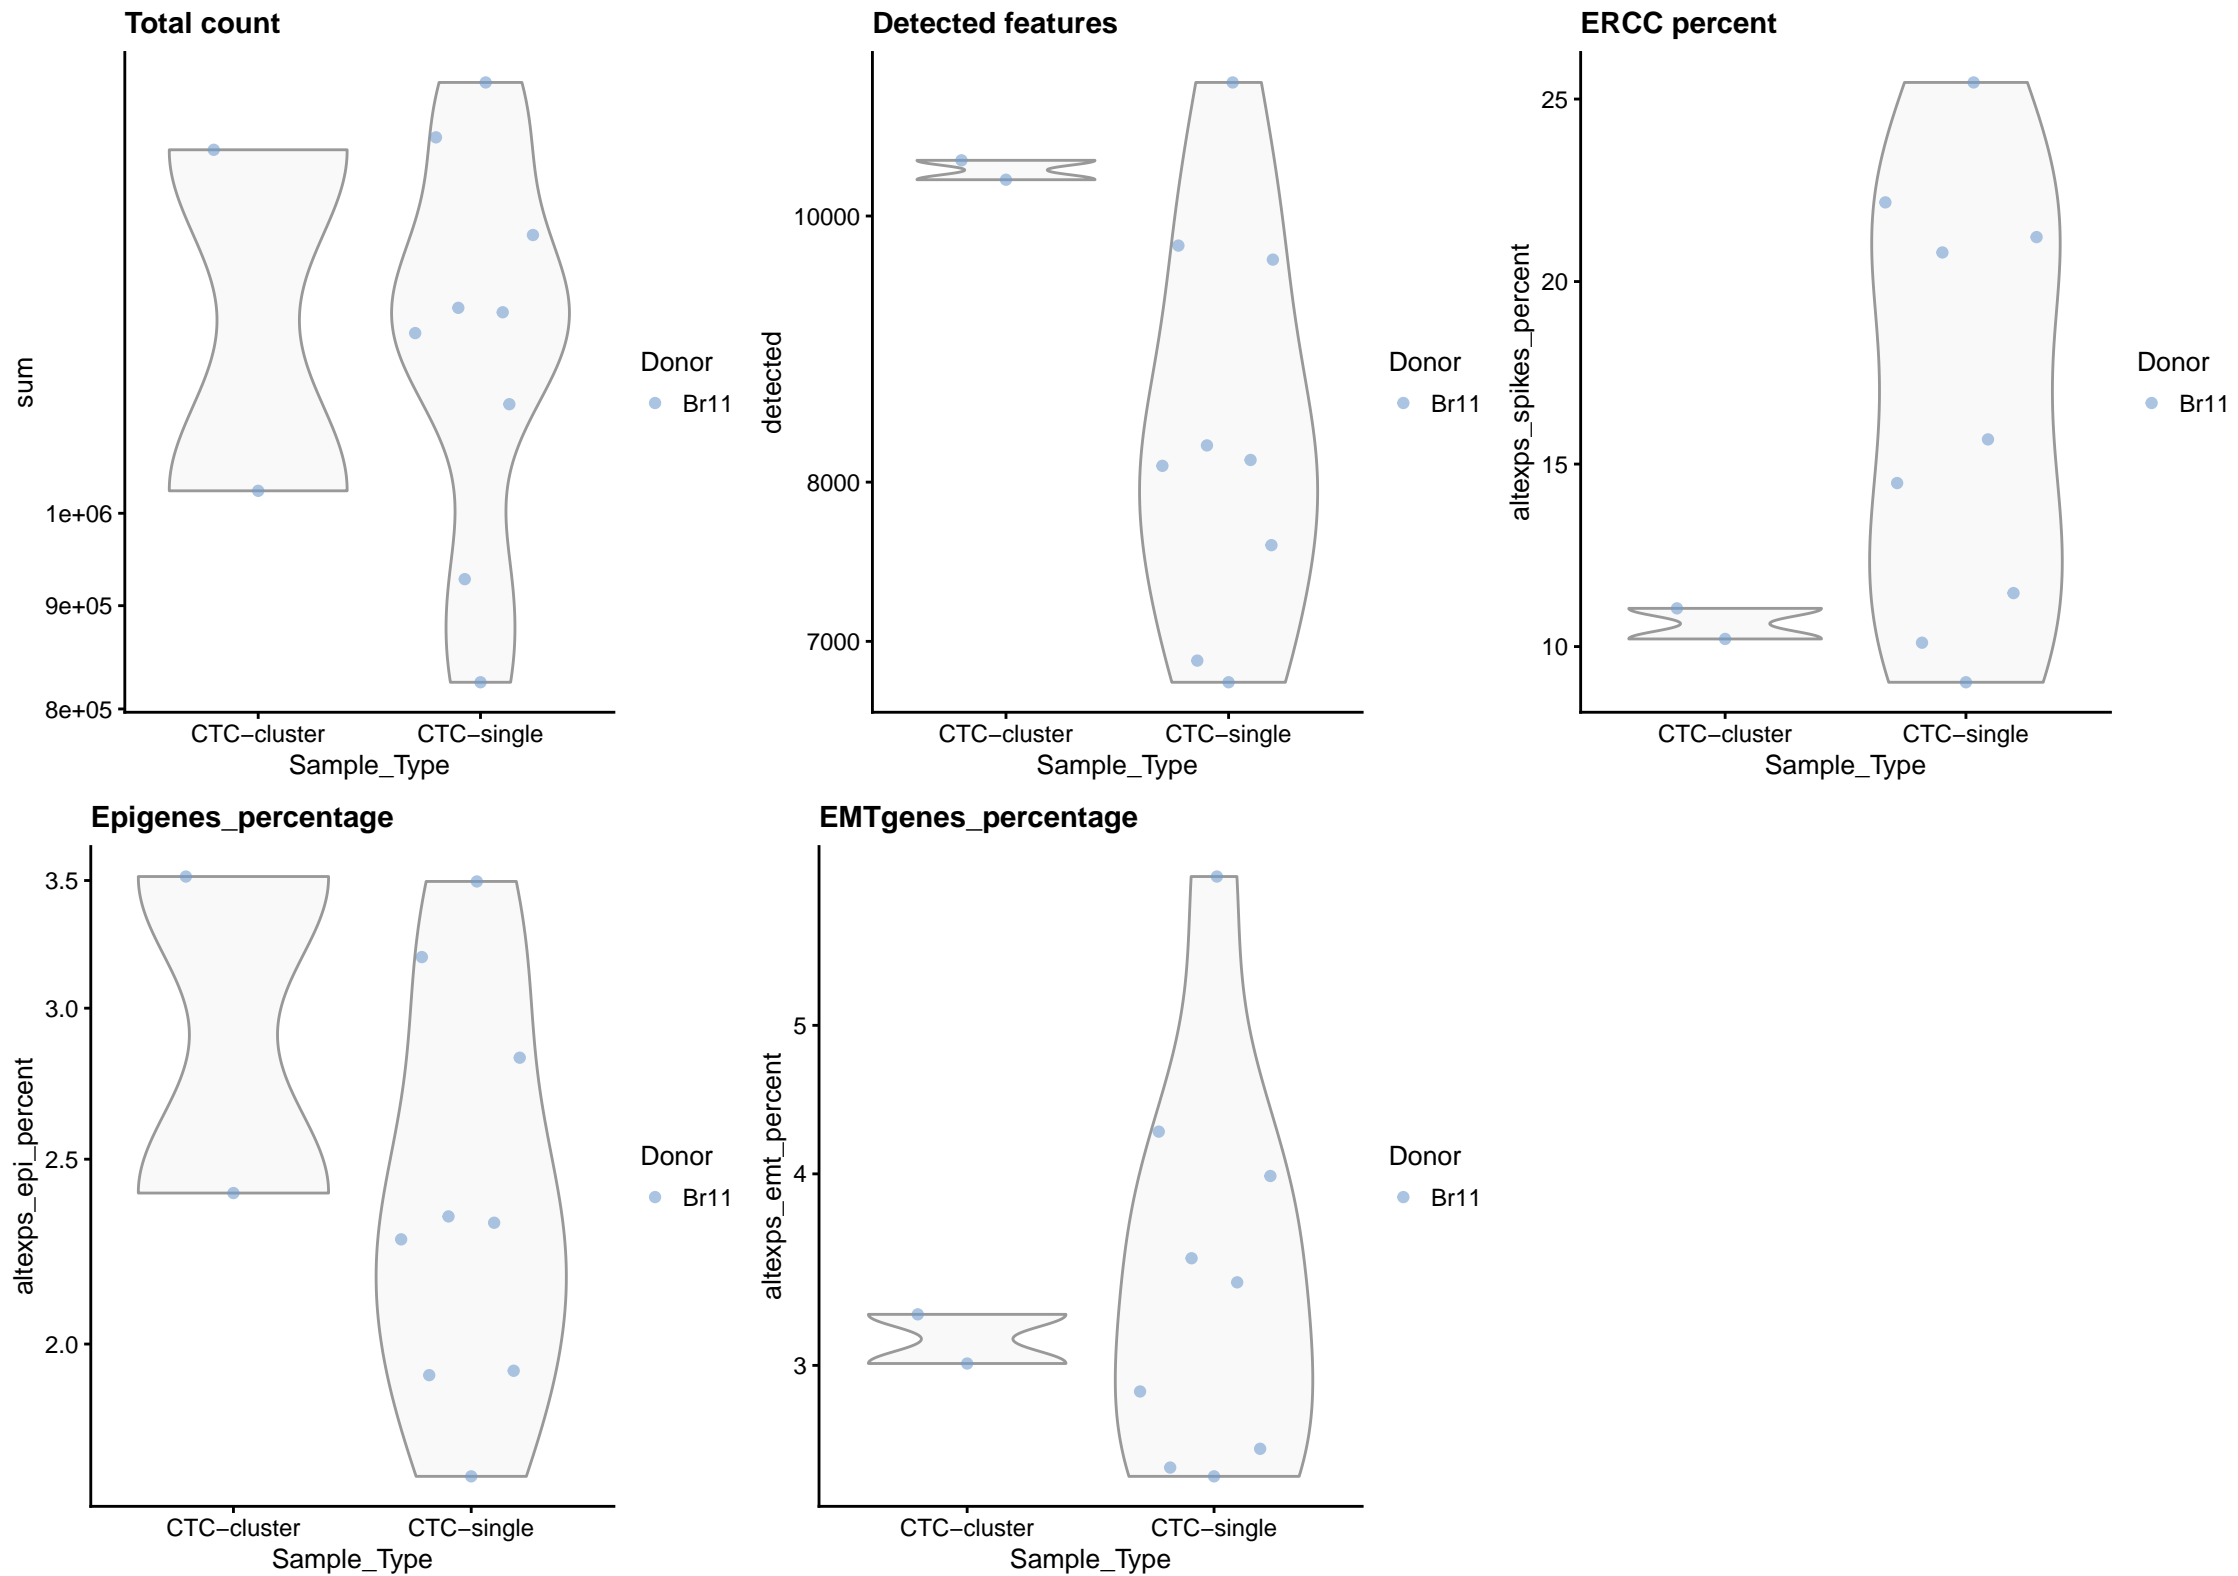 Total count
sum
1e+06
9e+05
8e+05
CTC−cluster
CTC−single
Sample_Type
Donor
Br11
Detected features
detected
10000
8000
7000
CTC−cluster
CTC−single
Sample_Type
Donor
Br11
ERCC percent
altexps_spikes_percent
25
20
15
10
CTC−cluster
CTC−single
Sample_Type
Donor
Br11
Epigenes_percentage
altexps_epi_percent
3.5
3.0
2.5
2.0
CTC−cluster
CTC−single
Sample_Type
Donor
Br11
EMTgenes_percentage
altexps_emt_percent
5
4
3
CTC−cluster
CTC−single
Sample_Type
Donor
Br11